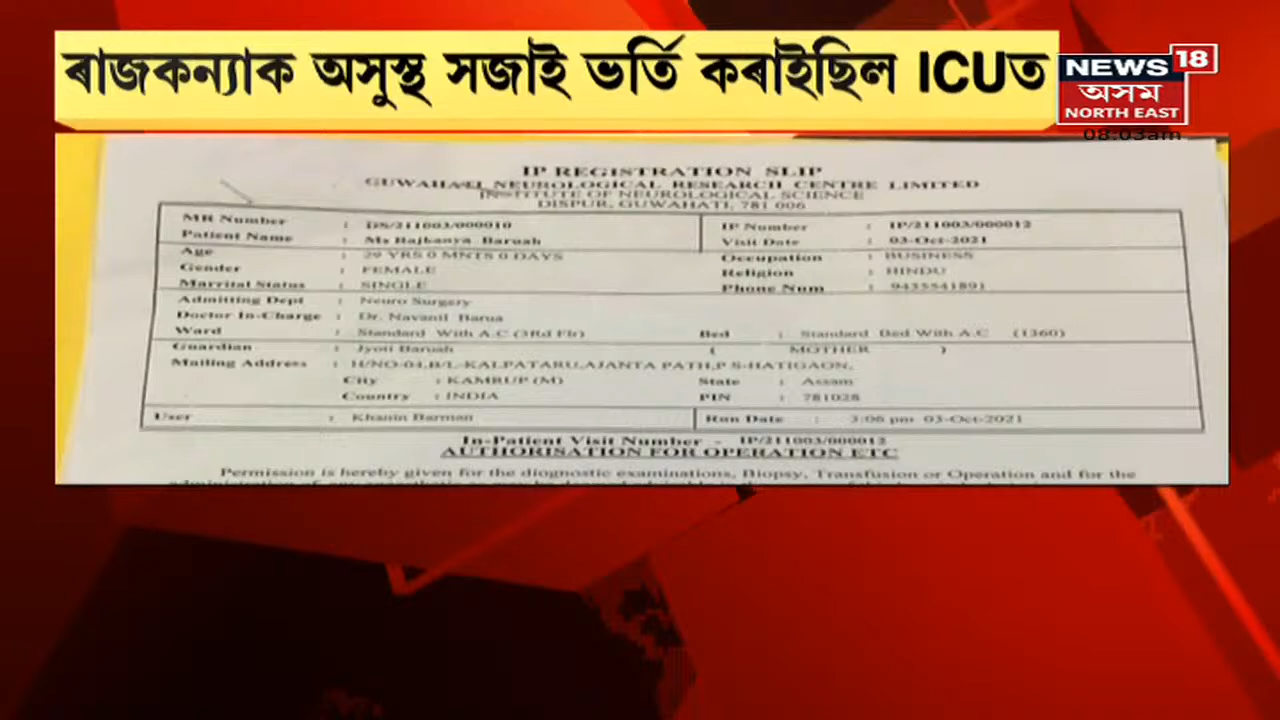 ৰাজকন্যাক অসুস্থ সজাই ভৰ্তি কৰাইছিল ICUত
NEWS 18
অসম
NORTH EAST
08:03am
IP REGISTRATION SLIP
GUWAHATI NEUROLOGICAL RESEARCH CENTRE LIMITED
INSTITUTE OF NEUROLOGICAL SCIENCE
DISPUR, GUWAHATI, 781 006
MR Number : DS/211003/000010 IP Number : IP/211003/000012
Patient Name : Ms Rajkanya Baruah Visit Date : 03-Oct-2021
Age : 29 YRS 0 MNTS 0 DAYS Occupation : BUSINESS
Gender : FEMALE Religion : HINDU
Marrital Status : SINGLE Phone Num : 9435541891
Admitting Dept : Neuro Surgery
Doctor In-Charge : Dr. Navanil Barua
Ward : Standard With A.C (3Rd Flr) Bed : Standard Bed With A.C (1360)
Guardian : Jyoti Baruah ( MOTHER )
Mailing Address : H/NO-04,B/L-KALPATARU,AJANTA PATH,P S-HATIGAON,
City : KAMRUP (M) State : Assam
Country : INDIA PIN : 781028
User : Khanin Barman Run Date : 3:06 pm 03-Oct-2021
In-Patient Visit Number - IP/211003/000012
AUTHORISATION FOR OPERATION ETC
Permission is hereby given for the diognostic examinations, Biopsy, Transfusion or Operation and for the